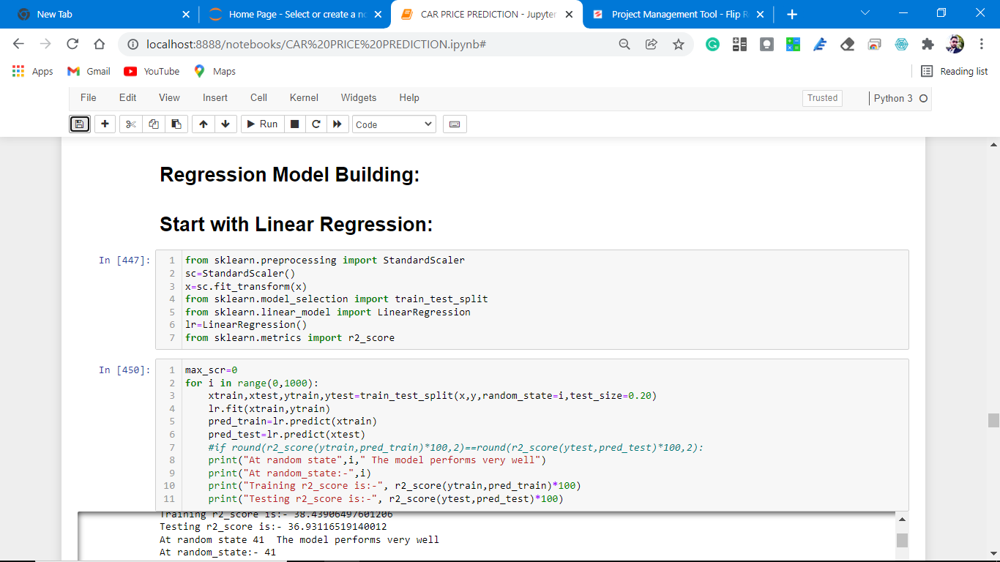 New Tab
Home Page - Select or create a no
CAR PRICE PREDICTION - Jupyter
Project Management Tool - Flip R
localhost:8888/notebooks/CAR%20PRICE%20PREDICTION.ipynb#
Apps
Gmail
YouTube
Maps
Reading list
File Edit View Insert Cell Kernel Widgets Help
Trusted
Python 3
Run
Code
Regression Model Building:
Start with Linear Regression:
In [447]:
1 from sklearn.preprocessing import StandardScaler
2 sc=StandardScaler()
3 x=sc.fit_transform(x)
4 from sklearn.model_selection import train_test_split
5 from sklearn.linear_model import LinearRegression
6 lr=LinearRegression()
7 from sklearn.metrics import r2_score
In [450]:
1 max_scr=0
2 for i in range(0,1000):
3     xtrain,xtest,ytrain,ytest=train_test_split(x,y,random_state=i,test_size=0.20)
4     lr.fit(xtrain,ytrain)
5     pred_train=lr.predict(xtrain)
6     pred_test=lr.predict(xtest)
7     #if round(r2_score(ytrain,pred_train)*100,2)==round(r2_score(ytest,pred_test)*100,2):
8     print("At random state",i," The model performs very well")
9     print("At random_state:-",i)
10     print("Training r2_score is:-", r2_score(ytrain,pred_train)*100)
11     print("Testing r2_score is:-", r2_score(ytest,pred_test)*100)
Training r2_score is:- 38.43906497601206
Testing r2_score is:- 36.93116519140012
At random state 41  The model performs very well
At random_state:- 41